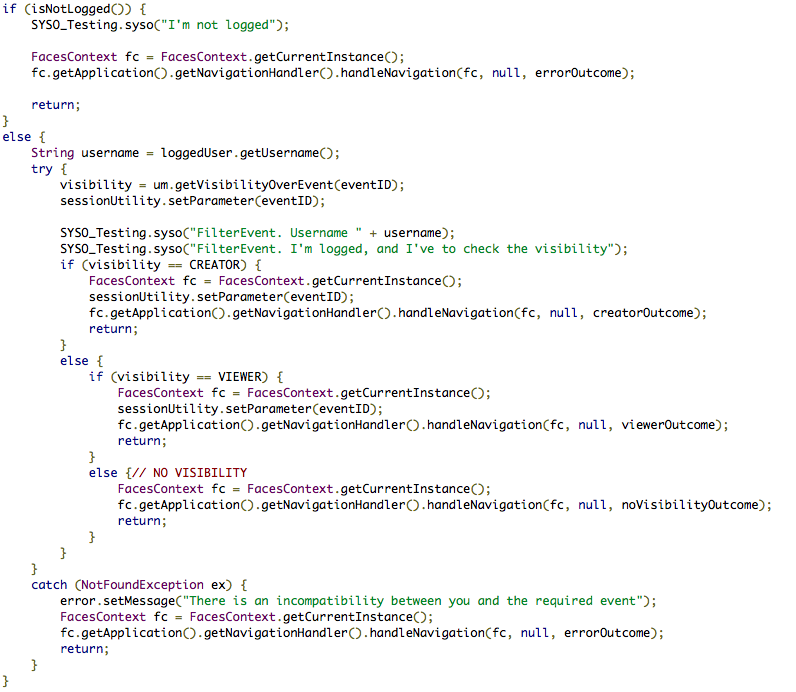 if (isNotLogged()) {
    SYSO_Testing.syso("I'm not logged");

    FacesContext fc = FacesContext.getCurrentInstance();
    fc.getApplication().getNavigationHandler().handleNavigation(fc, null, errorOutcome);

    return;
}
else {
    String username = loggedUser.getUsername();
    try {
        visibility = um.getVisibilityOverEvent(eventID);
        sessionUtility.setParameter(eventID);

        SYSO_Testing.syso("FilterEvent. Username " + username);
        SYSO_Testing.syso("FilterEvent. I'm logged, and I've to check the visibility");
        if (visibility == CREATOR) {
            FacesContext fc = FacesContext.getCurrentInstance();
            sessionUtility.setParameter(eventID);
            fc.getApplication().getNavigationHandler().handleNavigation(fc, null, creatorOutcome);
            return;
        }
        else {
            if (visibility == VIEWER) {
                FacesContext fc = FacesContext.getCurrentInstance();
                sessionUtility.setParameter(eventID);
                fc.getApplication().getNavigationHandler().handleNavigation(fc, null, viewerOutcome);
                return;
            }
            else {// NO VISIBILITY
                FacesContext fc = FacesContext.getCurrentInstance();
                fc.getApplication().getNavigationHandler().handleNavigation(fc, null, noVisibilityOutcome);
                return;
            }
        }
    }
    catch (NotFoundException ex) {
        error.setMessage("There is an incompatibility between you and the required event");
        FacesContext fc = FacesContext.getCurrentInstance();
        fc.getApplication().getNavigationHandler().handleNavigation(fc, null, errorOutcome);
        return;
    }
}